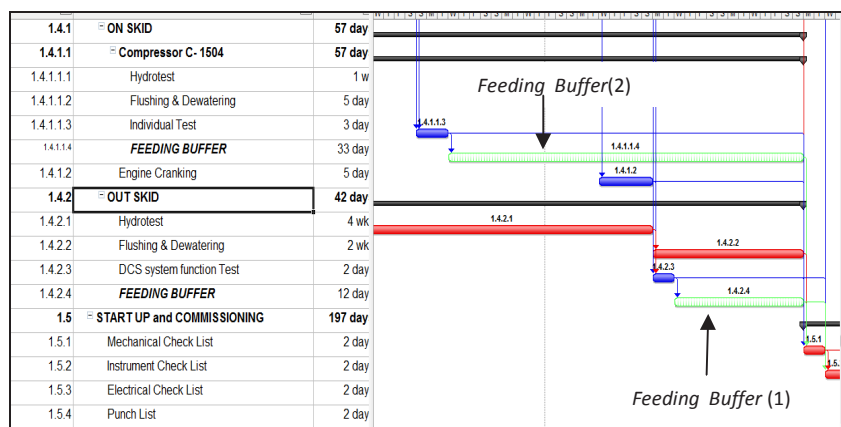 W T F S S M T W T F S S M T W T F S S M T W T F S S M T W T F S S M T W T F S S M T W
1.4.1 ON SKID 57 day
1.4.1.1 Compressor C- 1504 57 day
1.4.1.1.1 Hydrotest 1 w
1.4.1.1.2 Flushing & Dewatering 5 day
1.4.1.1.3 Individual Test 3 day
1.4.1.1.4 FEEDING BUFFER 33 day
1.4.1.2 Engine Cranking 5 day
1.4.2 OUT SKID 42 day
1.4.2.1 Hydrotest 4 wk
1.4.2.2 Flushing & Dewatering 2 wk
1.4.2.3 DCS system function Test 2 day
1.4.2.4 FEEDING BUFFER 12 day
1.5 START UP and COMMISSIONING 197 day
1.5.1 Mechanical Check List 2 day
1.5.2 Instrument Check List 2 day
1.5.3 Electrical Check List 2 day
1.5.4 Punch List 2 day
Feeding Buffer(2)
1.4.1.1.3
1.4.1.1.4
1.4.1.2
1.4.2.1
1.4.2.2
1.4.2.3
1.4.2.4
1.5.1
1.5.
Feeding Buffer (1)